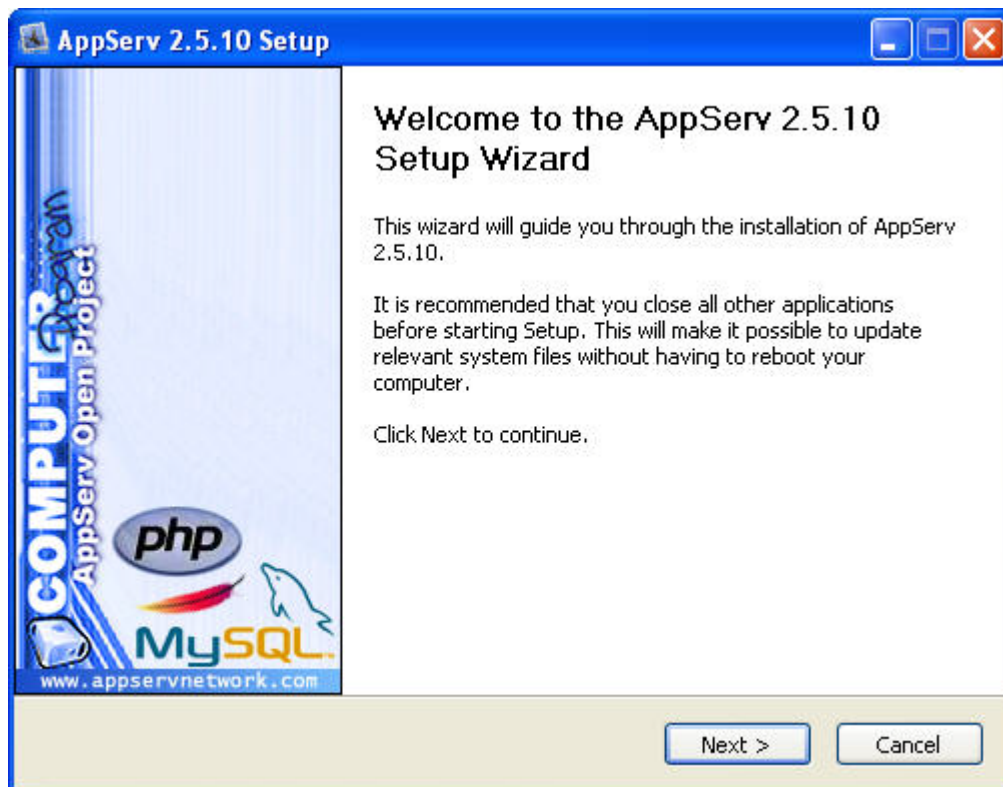 AppServ 2.5.10 Setup
Welcome to the AppServ 2.5.10
Setup Wizard
This wizard will guide you through the installation of AppServ
2.5.10.
It is recommended that you close all other applications
before starting Setup. This will make it possible to update
relevant system files without having to reboot your
computer.
Click Next to continue.
COMPUTER
Program
AppServ Open Project
php
MySQL
www.appservnetwork.com
Next >
Cancel